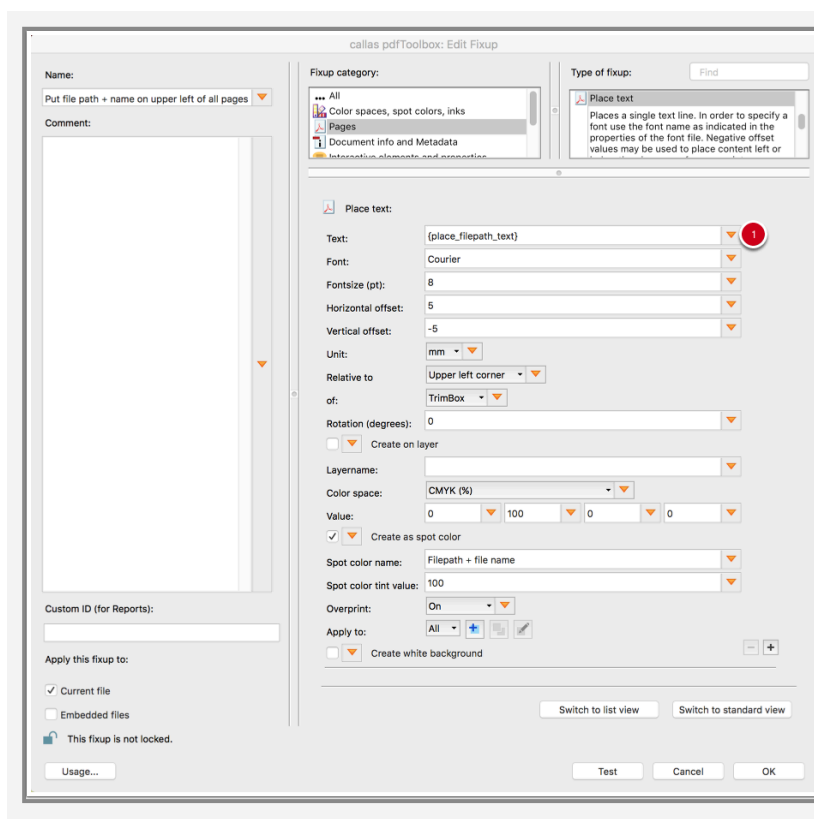 callas pdfToolbox: Edit Fixup
Name:
Put file path + name on upper left of all pages
Comment:
Custom ID (for Reports):
Apply this fixup to:
Current file
Embedded files
This fixup is not locked.
Usage...
Fixup category:
... All
Color spaces, spot colors, inks
Pages
Document info and Metadata
Interactive elements and properties
Type of fixup:
Find
Place text
Places a single text line. In order to specify a
font use the font name as indicated in the
properties of the font file. Negative offset
values may be used to place content left or
Place text:
Text: {place_filepath_text} 1
Font: Courier
Fontsize (pt): 8
Horizontal offset: 5
Vertical offset: -5
Unit: mm
Relative to Upper left corner
of: TrimBox
Rotation (degrees): 0
Create on layer
Layername:
Color space: CMYK (%)
Value: 0 100 0 0
Create as spot color
Spot color name: Filepath + file name
Spot color tint value: 100
Overprint: On
Apply to: All
Create white background
Switch to list view Switch to standard view
Test Cancel OK